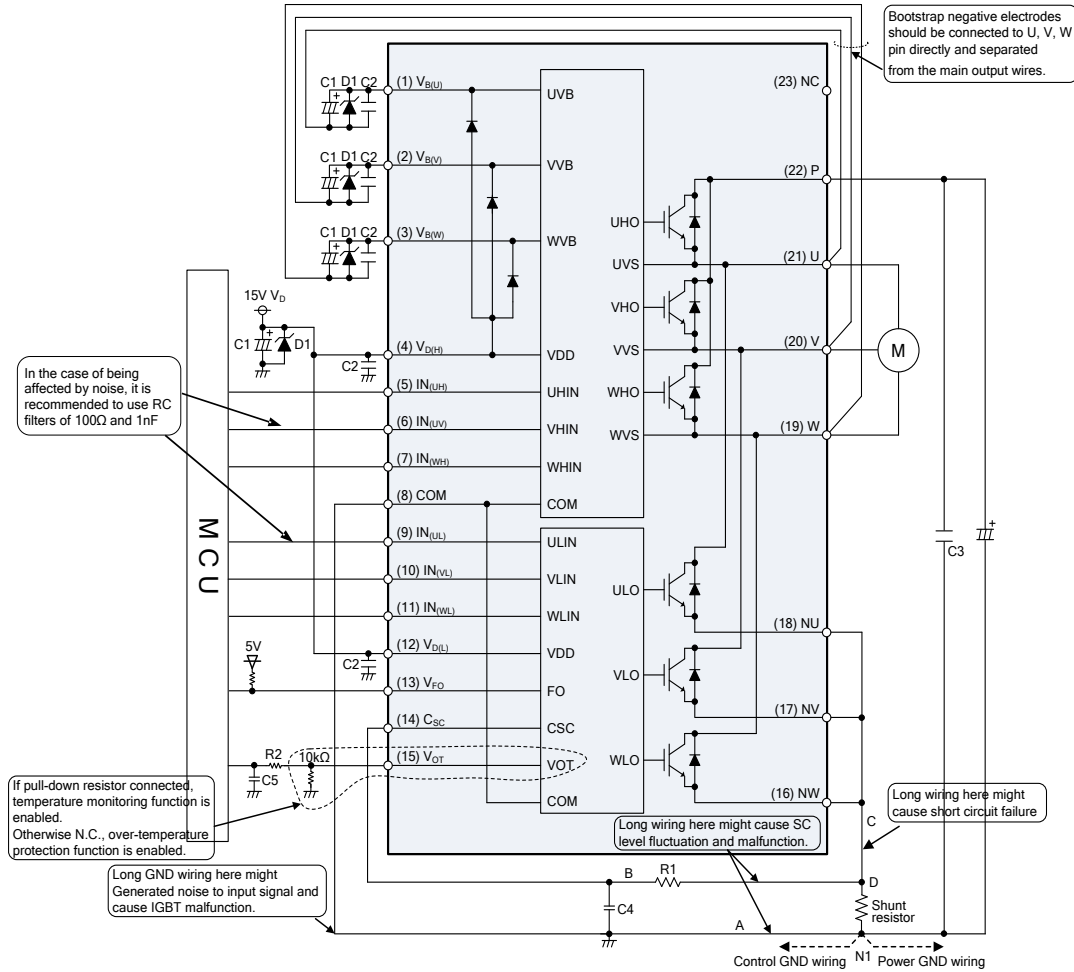 Bootstrap negative electrodes
should be connected to U, V, W
pin directly and separated
from the main output wires.
C1 D1 C2
+
(1) VB(U)
UVB
(23) NC
C1 D1 C2
+
(2) VB(V)
VVB
(22) P
C1 D1 C2
+
(3) VB(W)
WVB
UHO
UVS
(21) U
15V VD
C1
+
D1
VHO
C2
(4) VD(H)
VDD
VVS
(20) V
M
In the case of being
affected by noise, it is
recommended to use RC
filters of 100Ω and 1nF
(5) IN(UH)
UHIN
WHO
(6) IN(UV)
VHIN
WVS
(19) W
(7) IN(WH)
WHIN
(8) COM
COM
MCU
C3
+
(9) IN(UL)
ULIN
(10) IN(VL)
VLIN
ULO
(11) IN(WL)
WLIN
(18) NU
5V
C2
(12) VD(L)
VDD
(13) VFO
FO
VLO
(14) CSC
CSC
(17) NV
R2
10kΩ
(15) VOT
VOT
WLO
C5
COM
(16) NW
If pull-down resistor connected,
temperature monitoring function is
enabled.
Otherwise N.C., over-temperature
protection function is enabled.
Long wiring here might
cause short circuit failure
Long wiring here might cause SC
level fluctuation and malfunction.
C
Long GND wiring here might
Generated noise to input signal and
cause IGBT malfunction.
B
R1
D
C4
Shunt
resistor
A
Control GND wiring
N1
Power GND wiring